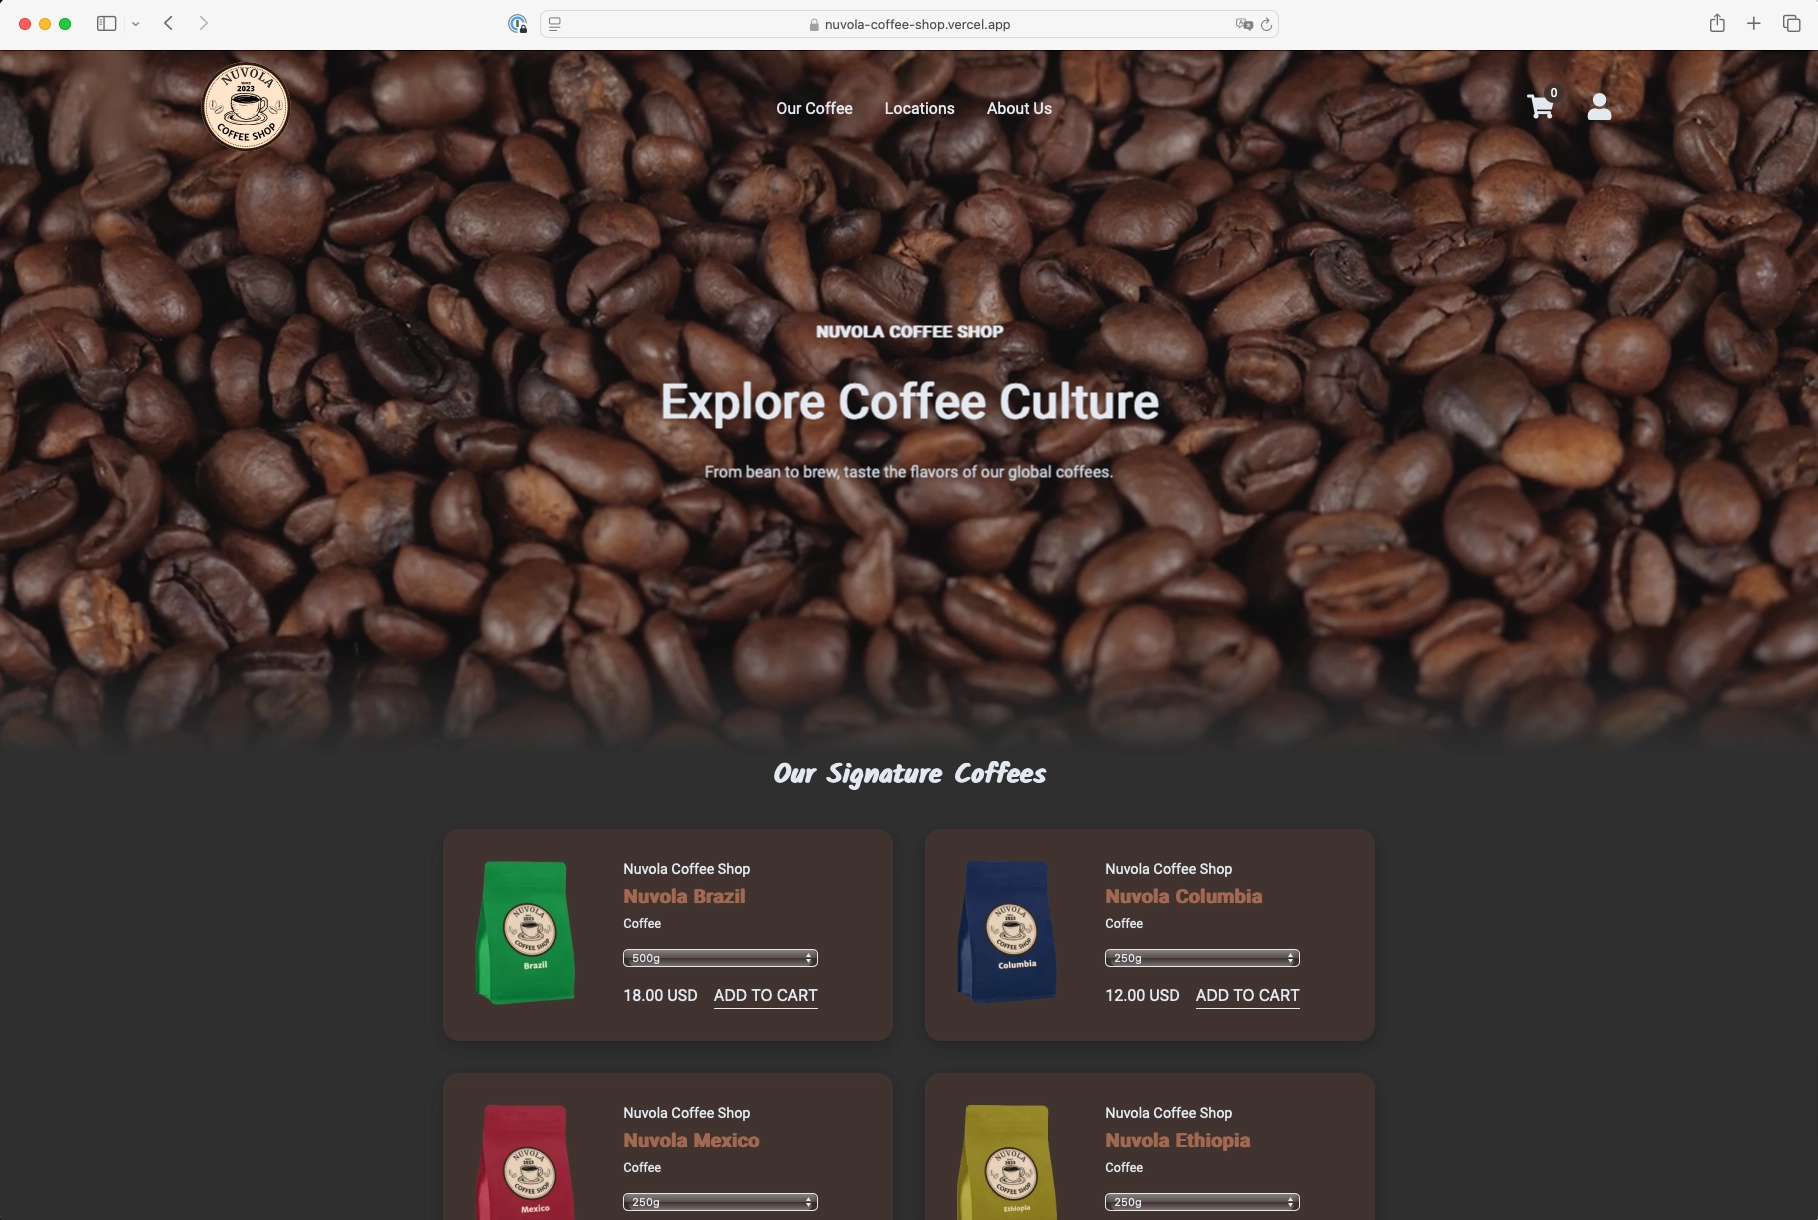 nuvola-coffee-shop.vercel.app
NUVOLA
SINCE
2023
COFFEE SHOP
Our Coffee
Locations
About Us
0
NUVOLA COFFEE SHOP
Explore Coffee Culture
From bean to brew, taste the flavors of our global coffees.
Our Signature Coffees
NUVOLA
2023
COFFEE SHOP
Brazil
Nuvola Coffee Shop
Nuvola Brazil
Coffee
500g
18.00 USD ADD TO CART
NUVOLA
2023
COFFEE SHOP
Columbia
Nuvola Coffee Shop
Nuvola Columbia
Coffee
250g
12.00 USD ADD TO CART
NUVOLA
2023
COFFEE SHOP
Mexico
Nuvola Coffee Shop
Nuvola Mexico
Coffee
250g
NUVOLA
2023
COFFEE SHOP
Ethiopia
Nuvola Coffee Shop
Nuvola Ethiopia
Coffee
250g